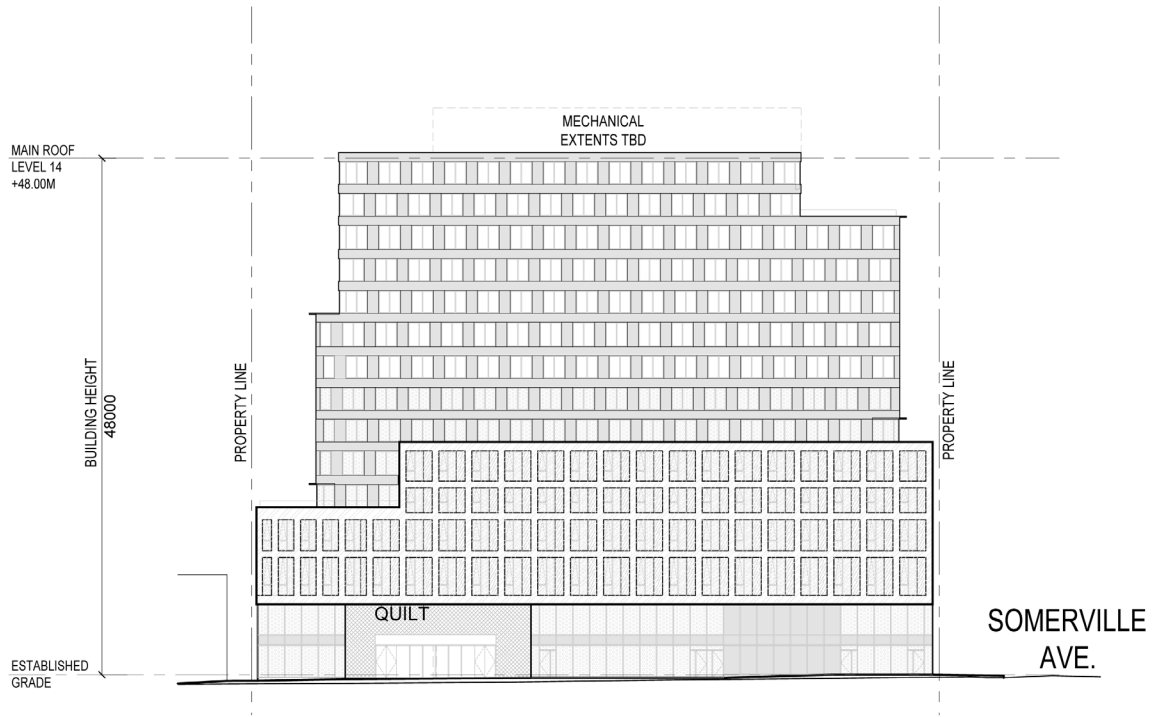 MECHANICAL
EXTENTS TBD
MAIN ROOF
LEVEL 14
+48.00M
BUILDING HEIGHT
48000
PROPERTY LINE
PROPERTY LINE
QUILT
SOMERVILLE
AVE.
ESTABLISHED
GRADE